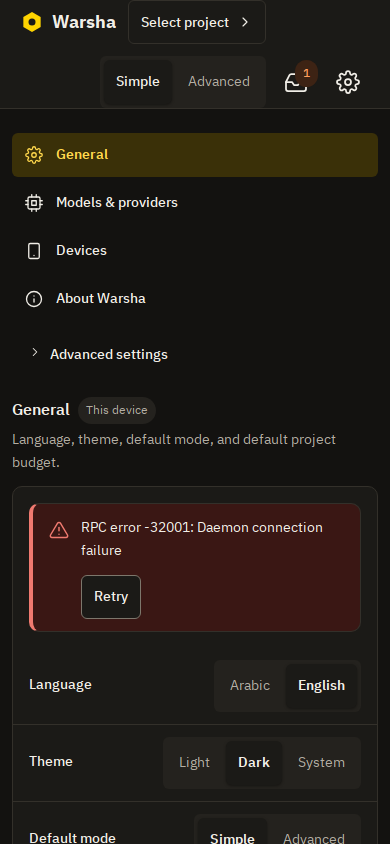 Warsha
Select project
Simple
Advanced
1
General
Models & providers
Devices
About Warsha
Advanced settings
General
This device
Language, theme, default mode, and default project
budget.
RPC error -32001: Daemon connection
failure
Retry
Language
Arabic
English
Theme
Light
Dark
System
Default mode
Simple
Advanced